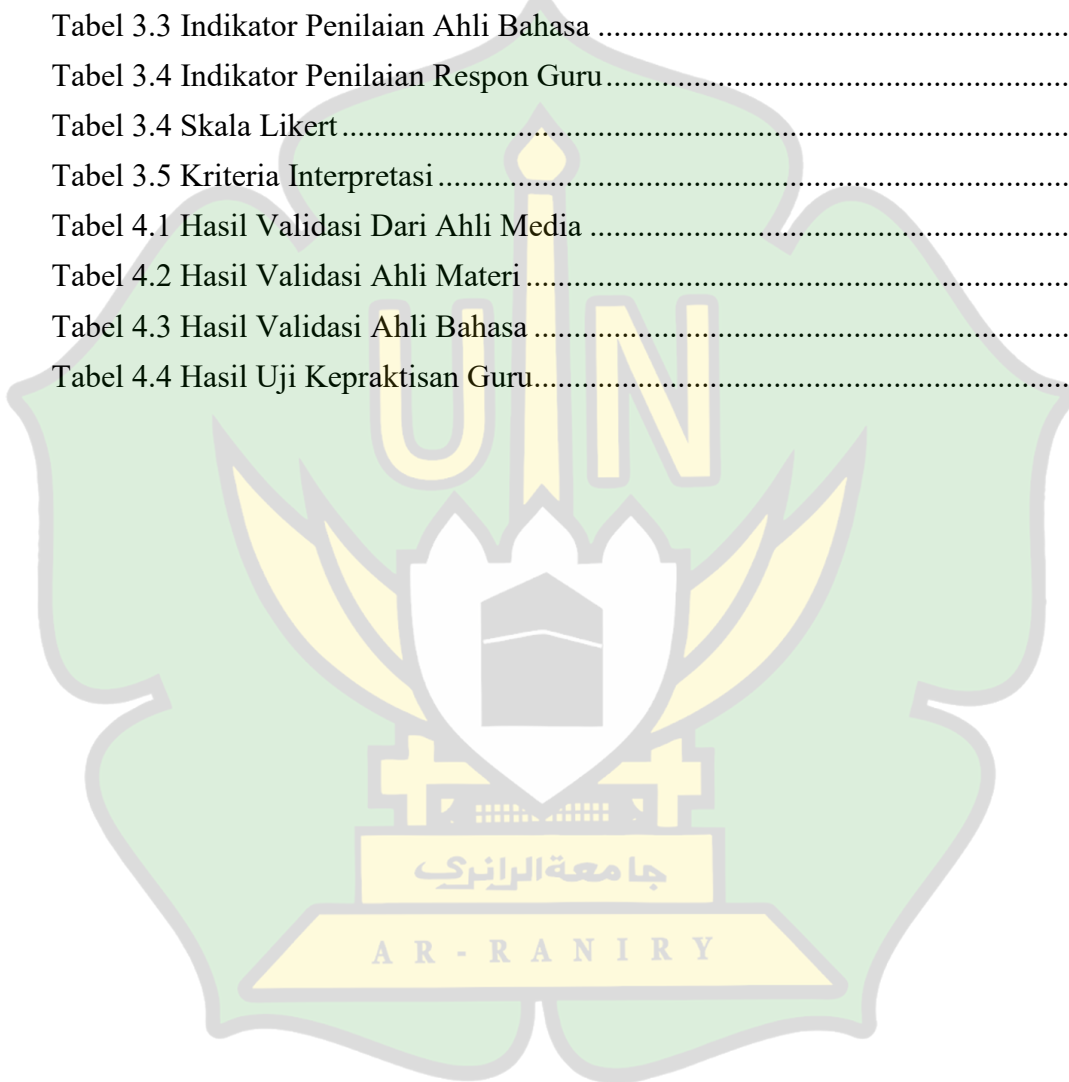 Tabel 3.3 Indikator Penilaian Ahli Bahasa ................................................................
Tabel 3.4 Indikator Penilaian Respon Guru ................................................................
Tabel 3.4 Skala Likert ................................................................
Tabel 3.5 Kriteria Interpretasi ................................................................
Tabel 4.1 Hasil Validasi Dari Ahli Media ................................................................
Tabel 4.2 Hasil Validasi Ahli Materi ................................................................
Tabel 4.3 Hasil Validasi Ahli Bahasa ................................................................
Tabel 4.4 Hasil Uji Kepraktisan Guru ................................................................
UIN
جامعة الرانرك
AR-RANIRY